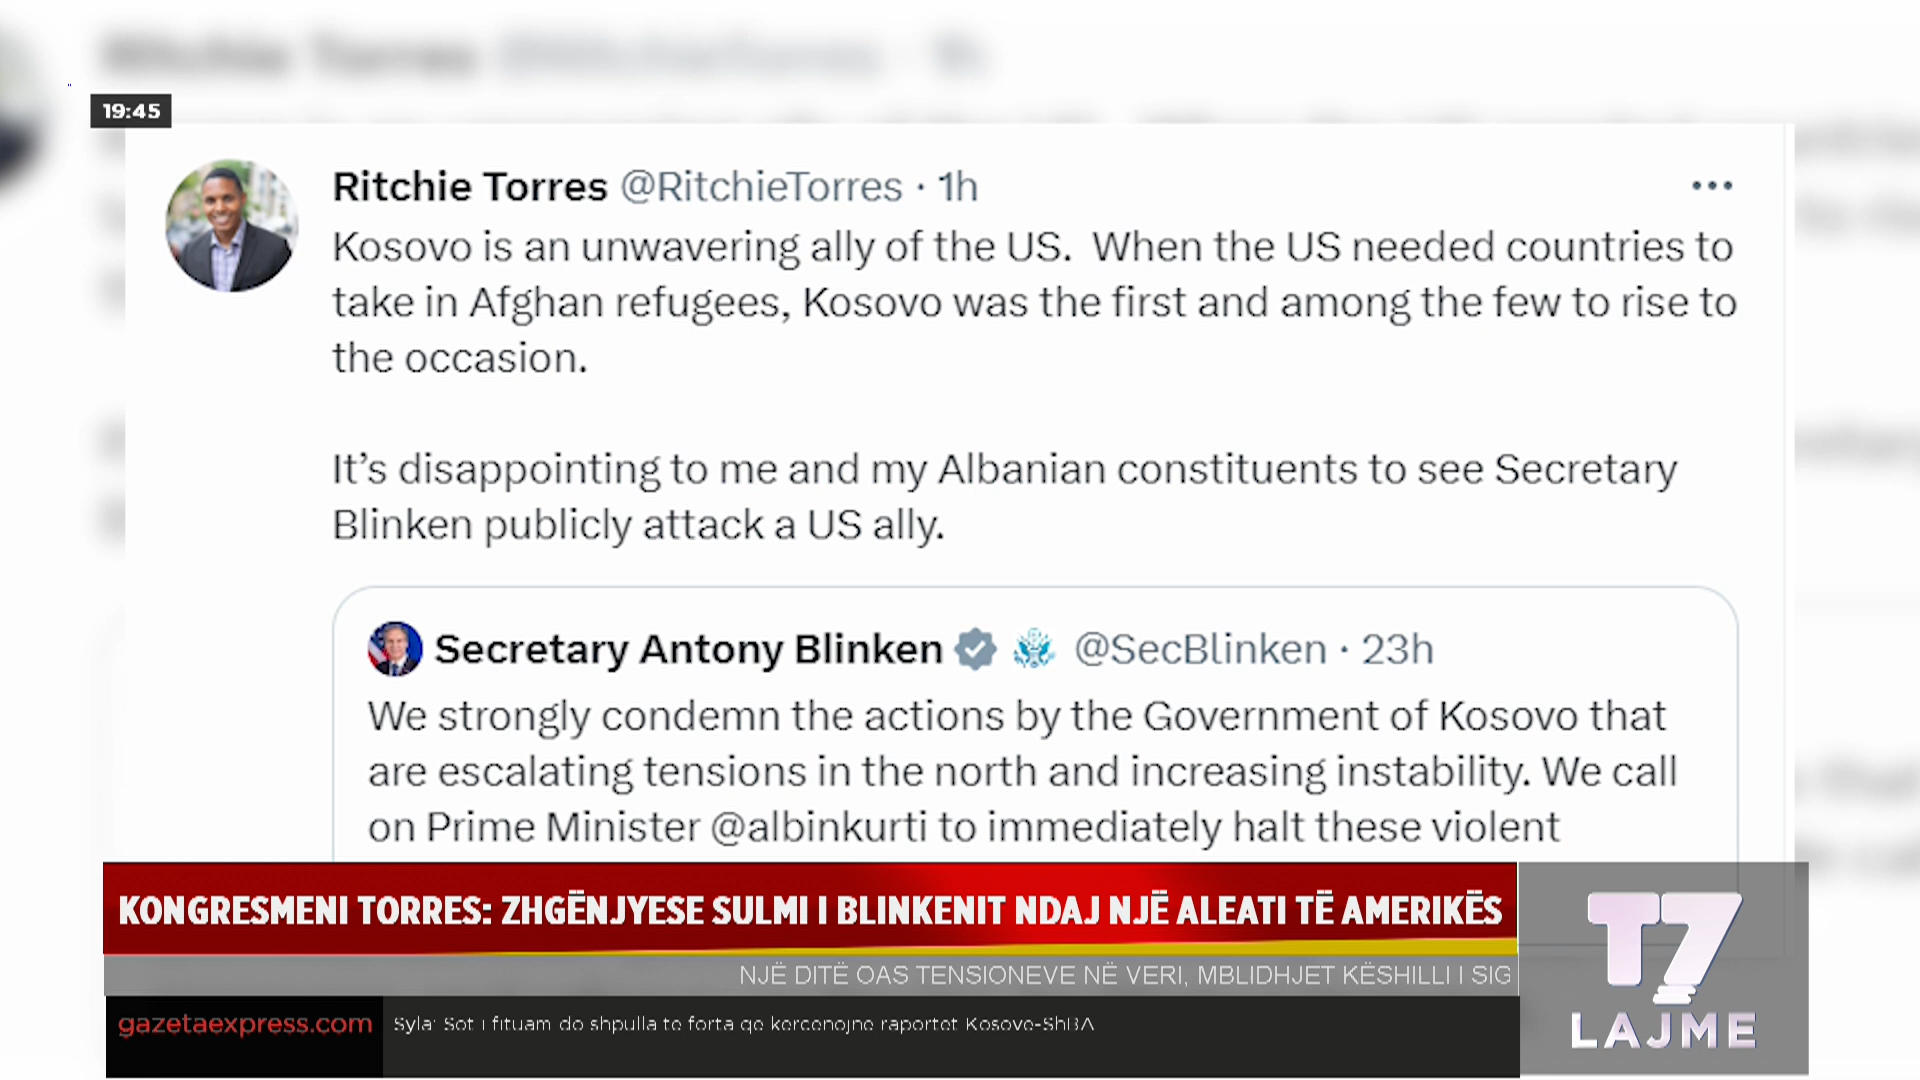 19:45
Ritchie Torres @RitchieTorres · 1h
Kosovo is an unwavering ally of the US. When the US needed countries to
take in Afghan refugees, Kosovo was the first and among the few to rise to
the occasion.
It's disappointing to me and my Albanian constituents to see Secretary
Blinken publicly attack a US ally.
Secretary Antony Blinken @SecBlinken · 23h
We strongly condemn the actions by the Government of Kosovo that
are escalating tensions in the north and increasing instability. We call
on Prime Minister @albinkurti to immediately halt these violent
KONGRESMENI TORRES: ZHGËNJYESE SULMI I BLINKENIT NDAJ NJË ALEATI TË AMERIKËS
NJË DITË OAS TENSIONEVE NË VERI, MBLIDHJET KËSHILLI I SIG
gazetaexpress.com
Syla: Sot i fituam do shpulla te forta qe kercenojne raportet Kosove-ShBA
T7
LAJME